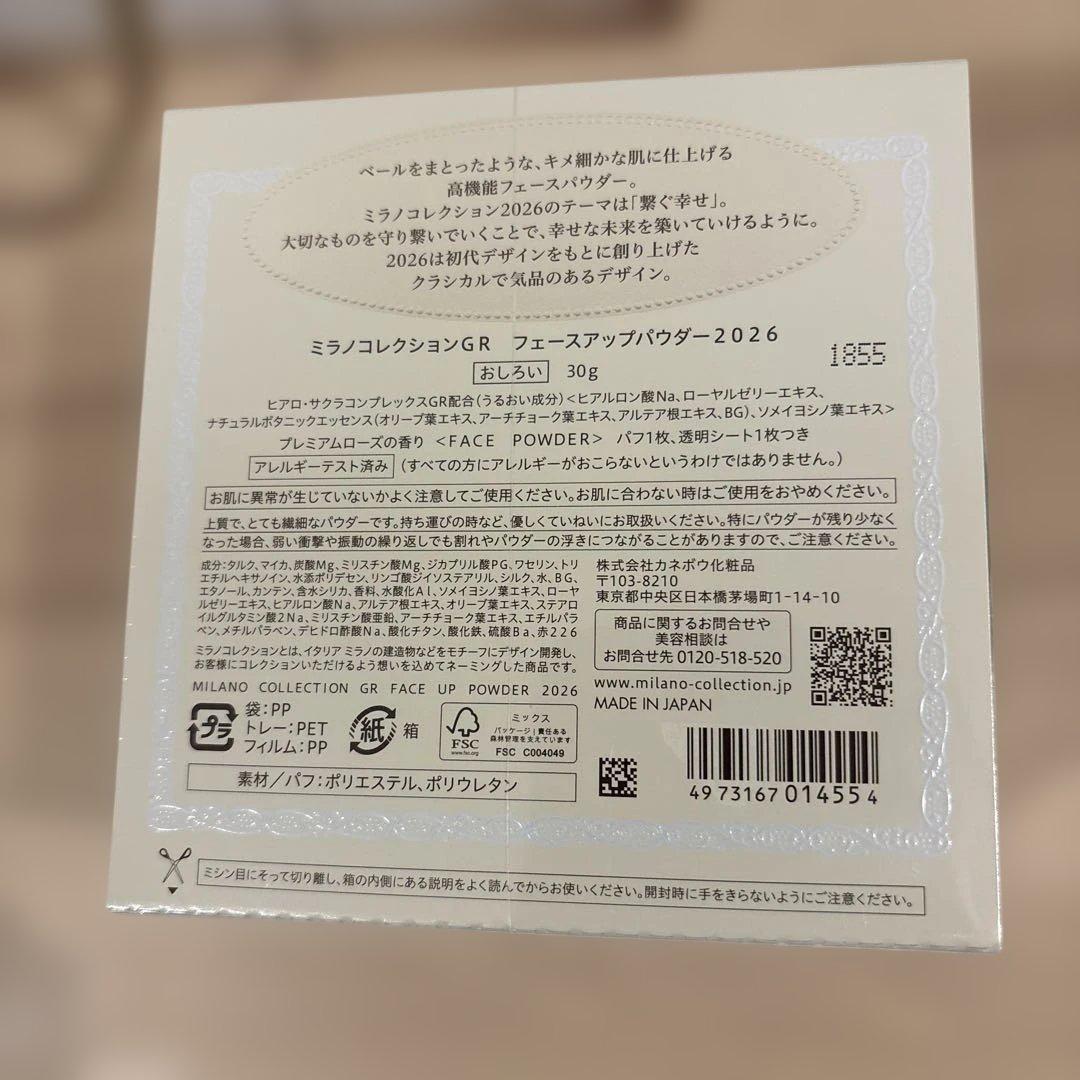 ベールをまとったような、キメ細かな肌に仕上げる
高機能フェースパウダー。
ミラノコレクション2026のテーマは「繋ぐ幸せ」。
大切なものを守り繋いでいくことで、幸せな未来を築いていけるように。
2026は初代デザインをもとに創り上げた
クラシカルで気品のあるデザイン。
ミラノコレクションGR　フェースアップパウダー2026
1855
おしろい　30g
ヒアロ・サクラコンプレックスGR配合(うるおい成分)<ヒアルロン酸Na、ローヤルゼリーエキス、
ナチュラルボタニックエッセンス(オリーブ葉エキス、アーチチョーク葉エキス、アルテア根エキス、BG)、ソメイヨシノ葉エキス>
プレミアムローズの香り <FACE POWDER> パフ1枚、透明シート1枚つき
アレルギーテスト済み (すべての方にアレルギーがおこらないというわけではありません。)
お肌に異常が生じていないかよく注意してご使用ください。お肌に合わない時はご使用をおやめください。
上質で、とても繊細なパウダーです。持ち運びの時など、優しくていねいにお取扱いください。特にパウダーが残り少なく
なった場合、弱い衝撃や振動の繰り返しでも割れやパウダーの浮きにつながることがありますので、ご注意ください。
成分:タルク、マイカ、炭酸Mg、ミリスチン酸Mg、ジカプリル酸PG、ワセリン、トリ
エチルヘキサノイン、水添ポリデセン、リンゴ酸ジイソステアリル、シルク、水、BG、
エタノール、カンテン、含水シリカ、香料、水酸化Al、ソメイヨシノ葉エキス、ローヤ
ルゼリーエキス、ヒアルロン酸Na、アルテア根エキス、オリーブ葉エキス、ステアロ
イルグルタミン酸2Na、ミリスチン酸亜鉛、アーチチョーク葉エキス、エチルパラ
ベン、メチルパラベン、デヒドロ酢酸Na、酸化チタン、酸化鉄、硫酸Ba、赤226
ミラノコレクションとは、イタリア ミラノの建造物などをモチーフにデザイン開発し、
お客様にコレクションいただけるよう想いを込めてネーミングした商品です。
MILANO COLLECTION GR FACE UP POWDER 2026
株式会社カネボウ化粧品
〒103-8210
東京都中央区日本橋茅場町1-14-10
商品に関するお問合せや
美容相談は
お問合せ先 0120-518-520
www.milano-collection.jp
MADE IN JAPAN
プラ
袋:PP
トレー:PET
フィルム:PP
紙 箱
FSC
www.fsc.org
ミックス
パッケージ|責任ある
森林管理を支えています
FSC C004049
素材/パフ:ポリエステル、ポリウレタン
4973167014554
ミシン目にそって切り離し、箱の内側にある説明をよく読んでからお使いください。開封時に手をきらないようにご注意ください。